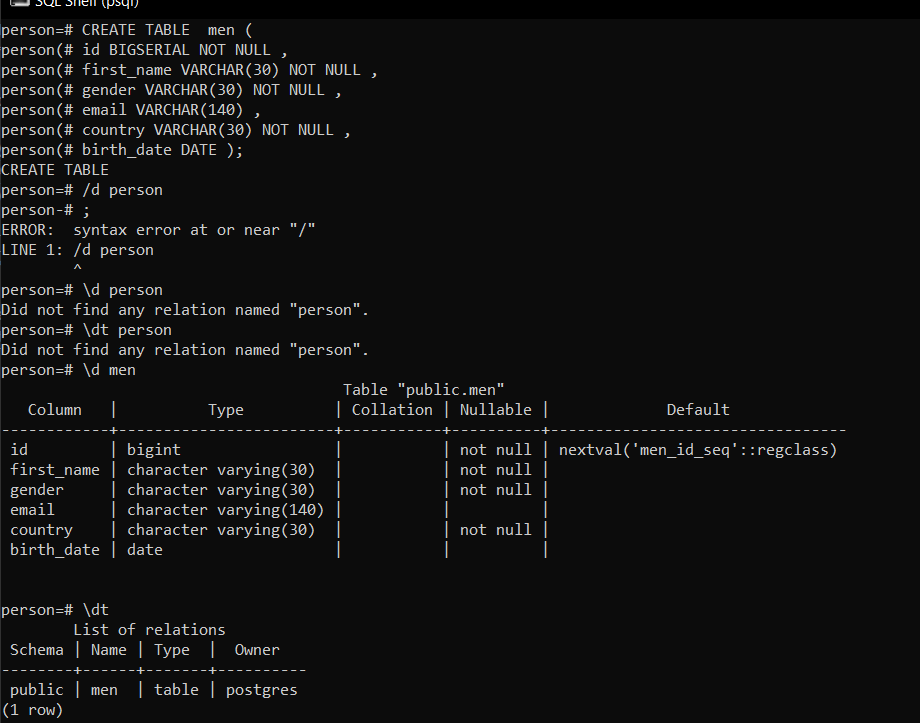 SQL Shell (psql)
person=# CREATE TABLE  men (
person(# id BIGSERIAL NOT NULL ,
person(# first_name VARCHAR(30) NOT NULL ,
person(# gender VARCHAR(30) NOT NULL ,
person(# email VARCHAR(140) ,
person(# country VARCHAR(30) NOT NULL ,
person(# birth_date DATE );
CREATE TABLE
person=# /d person
person-# ;
ERROR:  syntax error at or near "/"
LINE 1: /d person
        ^
person=# \d person
Did not find any relation named "person".
person=# \dt person
Did not find any relation named "person".
person=# \d men
                                      Table "public.men"
   Column   |          Type          | Collation | Nullable |             Default
------------+------------------------+-----------+----------+---------------------------------
 id         | bigint                 |           | not null | nextval('men_id_seq'::regclass)
 first_name | character varying(30)  |           | not null |
 gender     | character varying(30)  |           | not null |
 email      | character varying(140) |           |          |
 country    | character varying(30)  |           | not null |
 birth_date | date                   |           |          |
person=# \dt
        List of relations
 Schema | Name | Type  |  Owner
--------+------+-------+----------
 public | men  | table | postgres
(1 row)